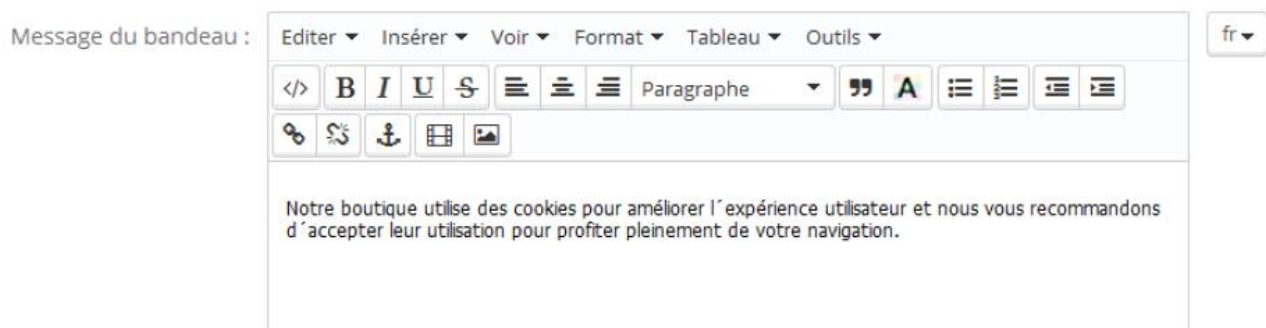 Message du bandeau :
Editer Insérer Voir Format Tableau Outils
fr
</> B I U S Paragraphe A
Notre boutique utilise des cookies pour améliorer l´expérience utilisateur et nous vous recommandons
d´accepter leur utilisation pour profiter pleinement de votre navigation.